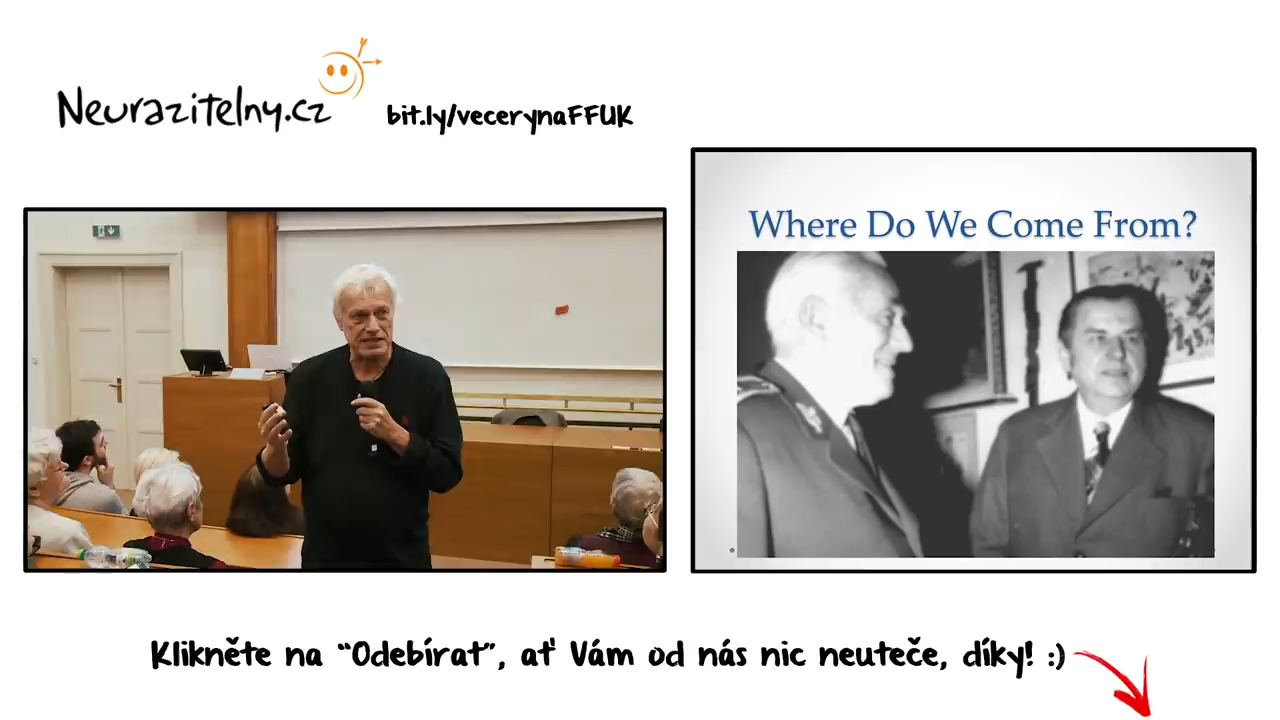 Neurazitelny.cz
bit.ly/vecerynaFFUK
Where Do We Come From?
Klikněte na “Odebírat”, ať Vám od nás nic neuteče, díky! :)